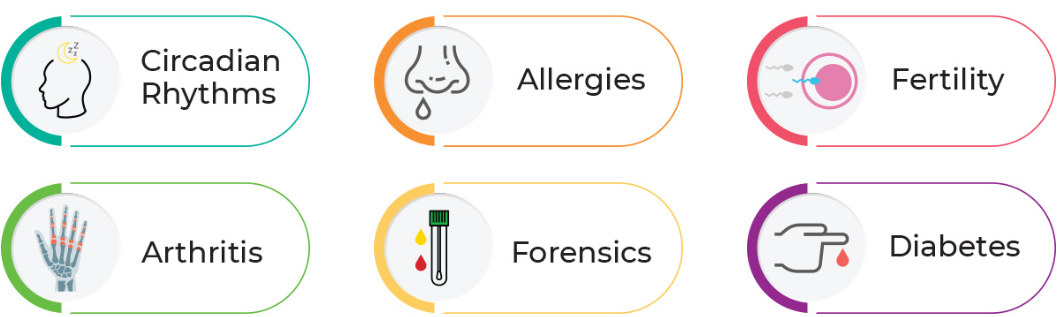 Circadian
Rhythms
Allergies
Fertility
Arthritis
Forensics
Diabetes